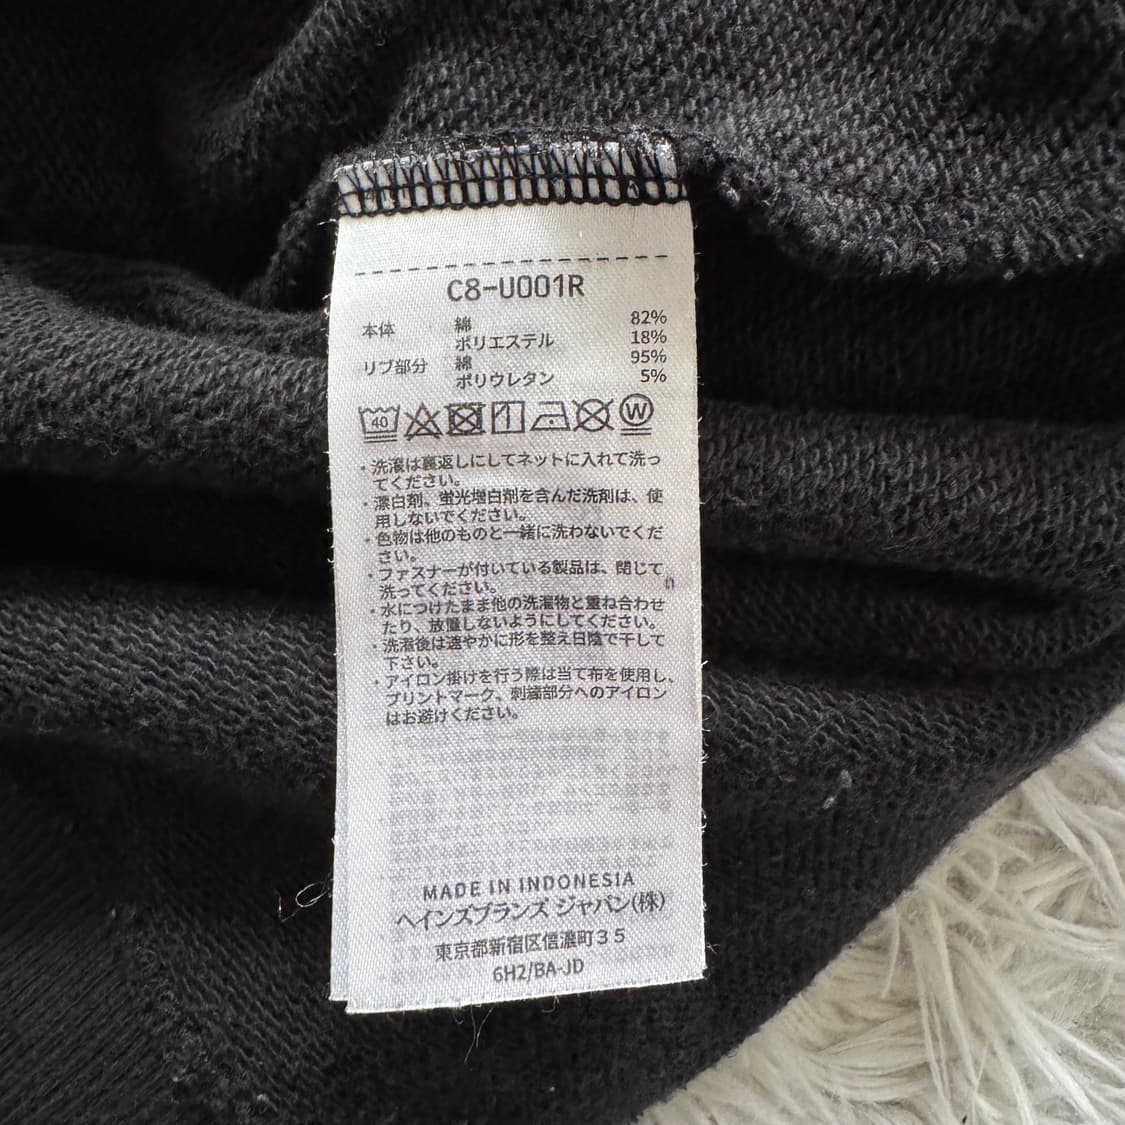 C8-U001R
本体 綿 82%
ポリエステル 18%
リブ部分 綿 95%
ポリウレタン 5%
40 W
・洗濯は裏返しにしてネットに入れて洗っ
てください。
・漂白剤、蛍光増白剤を含んだ洗剤は、使
用しないでください。
・色物は他のものと一緒に洗わないでくだ
さい。
・ファスナーが付いている製品は、閉じて
洗ってください。
・水につけたまま他の洗濯物と重ね合わせ
たり、放置しないようにしてください。
・洗濯後は速やかに形を整え日陰で干して
下さい。
・アイロン掛けを行う際は当て布を使用し、
プリントマーク、刺繍部分へのアイロン
はお避けください。
MADE IN INDONESIA
ヘインズブランズ ジャパン(株)
東京都新宿区信濃町35
6H2/BA-JD